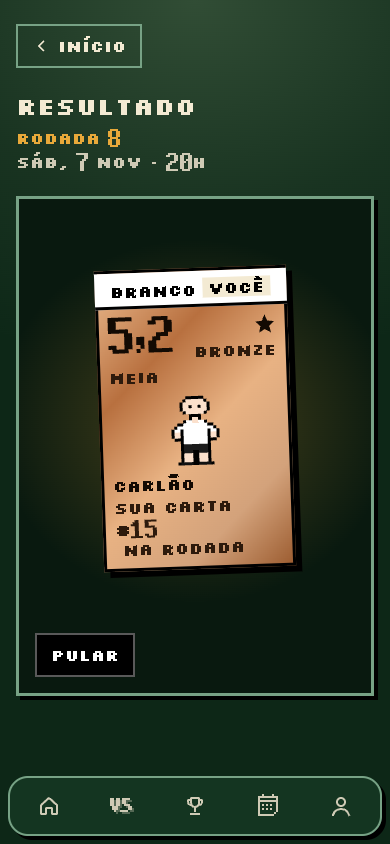 INÍCIO
RESULTADO
RODADA 8
SÁB, 7 NOV · 20H
BRANCO VOCÊ
5,2
BRONZE
MEIA
CARLÃO
SUA CARTA
#15
NA RODADA
PULAR
VS